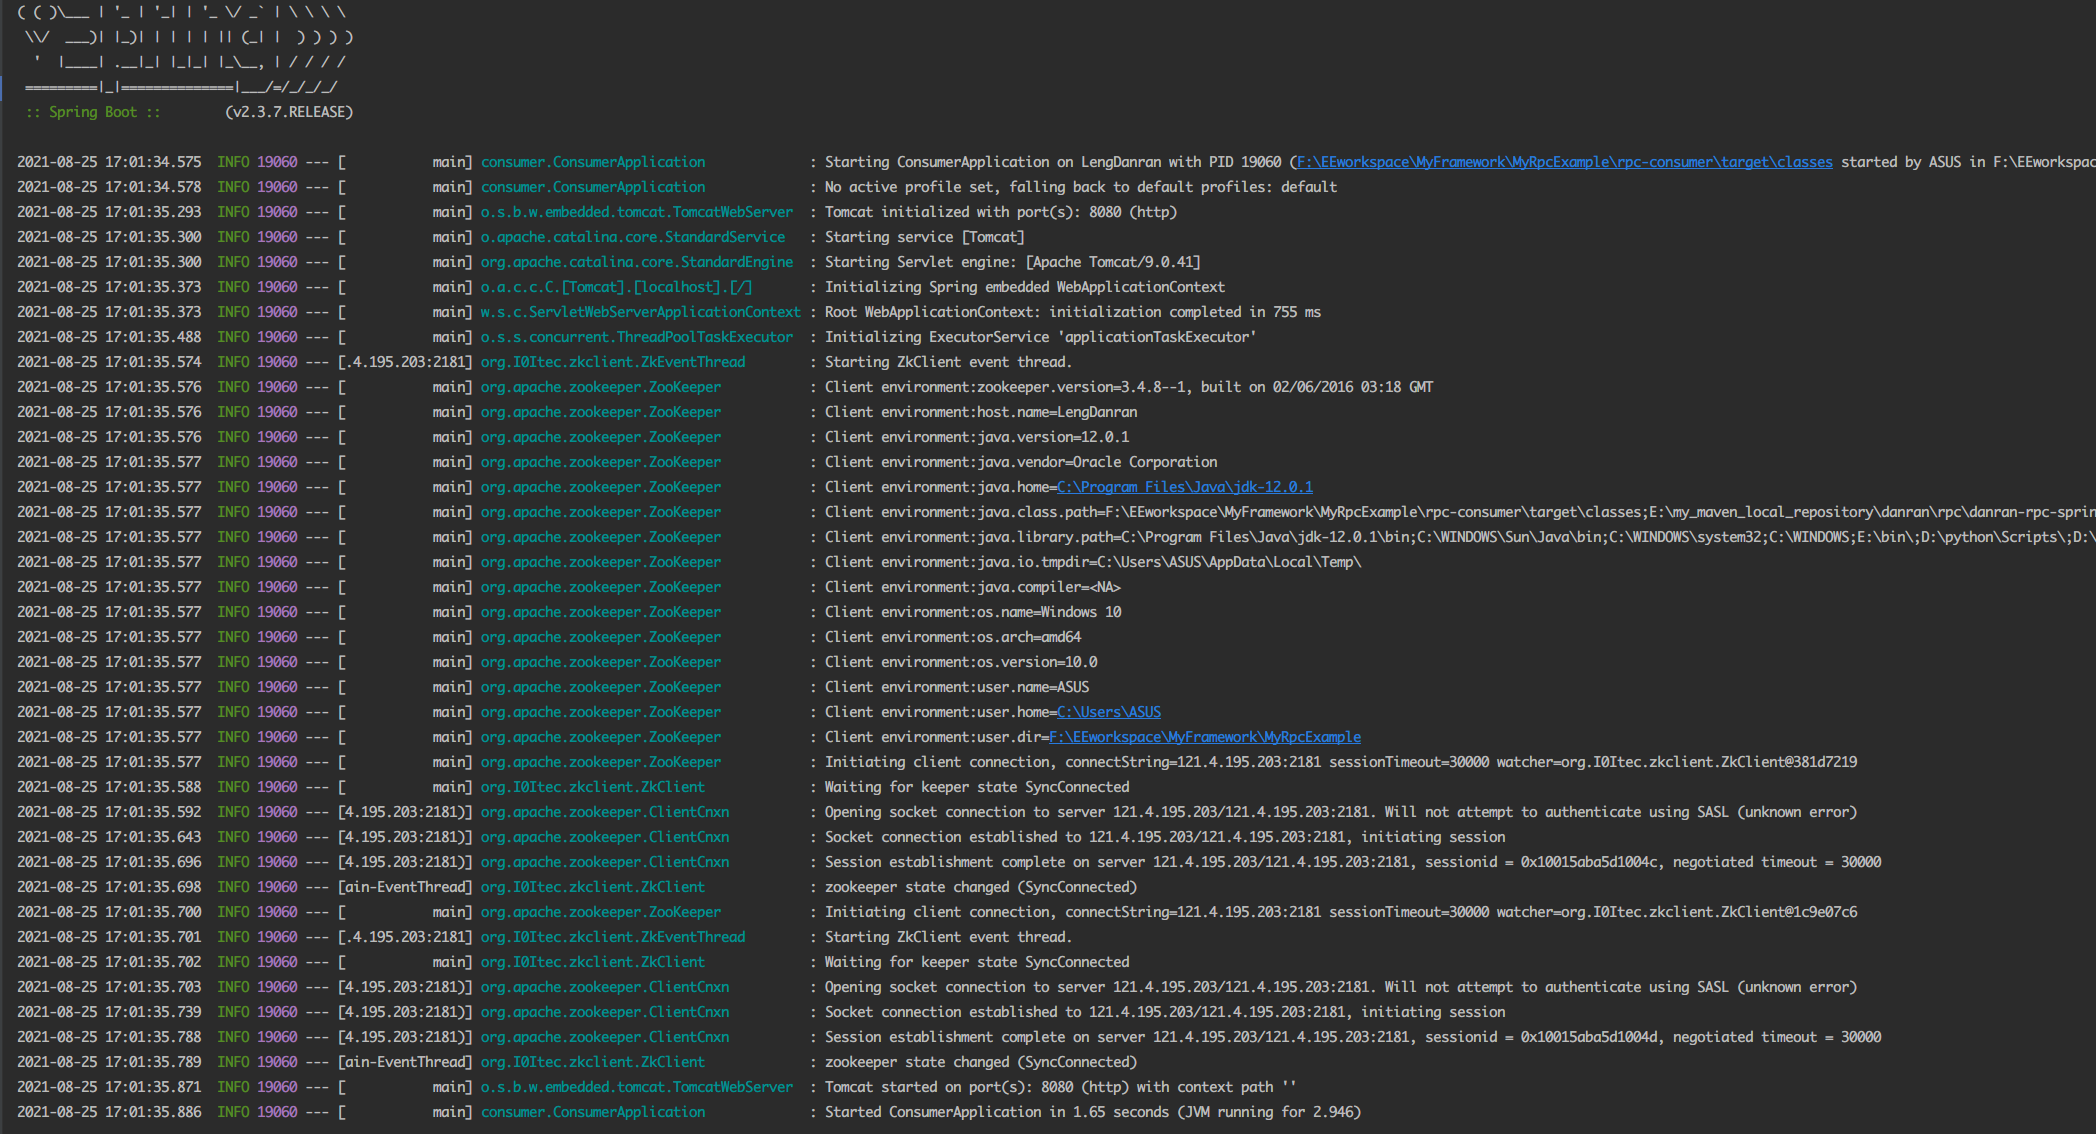 ( ( )\___ | '_ | '_| | '_ \/ _` | \ \ \ \
 \\/  ___)| |_)| | | | | || (_| |  ) ) ) )
  '  |____| .__|_| |_|_| |_\__, | / / / /
 =========|_|==============|___/=/_/_/_/
 :: Spring Boot ::        (v2.3.7.RELEASE)
2021-08-25 17:01:34.575  INFO 19060 --- [           main] consumer.ConsumerApplication             : Starting ConsumerApplication on LengDanran with PID 19060 (F:\EEworkspace\MyFramework\MyRpcExample\rpc-consumer\target\classes started by ASUS in F:\EEworkspac
2021-08-25 17:01:34.578  INFO 19060 --- [           main] consumer.ConsumerApplication             : No active profile set, falling back to default profiles: default
2021-08-25 17:01:35.293  INFO 19060 --- [           main] o.s.b.w.embedded.tomcat.TomcatWebServer  : Tomcat initialized with port(s): 8080 (http)
2021-08-25 17:01:35.300  INFO 19060 --- [           main] o.apache.catalina.core.StandardService   : Starting service [Tomcat]
2021-08-25 17:01:35.300  INFO 19060 --- [           main] org.apache.catalina.core.StandardEngine  : Starting Servlet engine: [Apache Tomcat/9.0.41]
2021-08-25 17:01:35.373  INFO 19060 --- [           main] o.a.c.c.C.[Tomcat].[localhost].[/]       : Initializing Spring embedded WebApplicationContext
2021-08-25 17:01:35.373  INFO 19060 --- [           main] w.s.c.ServletWebServerApplicationContext : Root WebApplicationContext: initialization completed in 755 ms
2021-08-25 17:01:35.488  INFO 19060 --- [           main] o.s.s.concurrent.ThreadPoolTaskExecutor  : Initializing ExecutorService 'applicationTaskExecutor'
2021-08-25 17:01:35.574  INFO 19060 --- [.4.195.203:2181] org.I0Itec.zkclient.ZkEventThread        : Starting ZkClient event thread.
2021-08-25 17:01:35.576  INFO 19060 --- [           main] org.apache.zookeeper.ZooKeeper           : Client environment:zookeeper.version=3.4.8--1, built on 02/06/2016 03:18 GMT
2021-08-25 17:01:35.576  INFO 19060 --- [           main] org.apache.zookeeper.ZooKeeper           : Client environment:host.name=LengDanran
2021-08-25 17:01:35.576  INFO 19060 --- [           main] org.apache.zookeeper.ZooKeeper           : Client environment:java.version=12.0.1
2021-08-25 17:01:35.577  INFO 19060 --- [           main] org.apache.zookeeper.ZooKeeper           : Client environment:java.vendor=Oracle Corporation
2021-08-25 17:01:35.577  INFO 19060 --- [           main] org.apache.zookeeper.ZooKeeper           : Client environment:java.home=C:\Program Files\Java\jdk-12.0.1
2021-08-25 17:01:35.577  INFO 19060 --- [           main] org.apache.zookeeper.ZooKeeper           : Client environment:java.class.path=F:\EEworkspace\MyFramework\MyRpcExample\rpc-consumer\target\classes;E:\my_maven_local_repository\danran\rpc\danran-rpc-sprin
2021-08-25 17:01:35.577  INFO 19060 --- [           main] org.apache.zookeeper.ZooKeeper           : Client environment:java.library.path=C:\Program Files\Java\jdk-12.0.1\bin;C:\WINDOWS\Sun\Java\bin;C:\WINDOWS\system32;C:\WINDOWS;E:\bin\;D:\python\Scripts\;D:\
2021-08-25 17:01:35.577  INFO 19060 --- [           main] org.apache.zookeeper.ZooKeeper           : Client environment:java.io.tmpdir=C:\Users\ASUS\AppData\Local\Temp\
2021-08-25 17:01:35.577  INFO 19060 --- [           main] org.apache.zookeeper.ZooKeeper           : Client environment:java.compiler=<NA>
2021-08-25 17:01:35.577  INFO 19060 --- [           main] org.apache.zookeeper.ZooKeeper           : Client environment:os.name=Windows 10
2021-08-25 17:01:35.577  INFO 19060 --- [           main] org.apache.zookeeper.ZooKeeper           : Client environment:os.arch=amd64
2021-08-25 17:01:35.577  INFO 19060 --- [           main] org.apache.zookeeper.ZooKeeper           : Client environment:os.version=10.0
2021-08-25 17:01:35.577  INFO 19060 --- [           main] org.apache.zookeeper.ZooKeeper           : Client environment:user.name=ASUS
2021-08-25 17:01:35.577  INFO 19060 --- [           main] org.apache.zookeeper.ZooKeeper           : Client environment:user.home=C:\Users\ASUS
2021-08-25 17:01:35.577  INFO 19060 --- [           main] org.apache.zookeeper.ZooKeeper           : Client environment:user.dir=F:\EEworkspace\MyFramework\MyRpcExample
2021-08-25 17:01:35.577  INFO 19060 --- [           main] org.apache.zookeeper.ZooKeeper           : Initiating client connection, connectString=121.4.195.203:2181 sessionTimeout=30000 watcher=org.I0Itec.zkclient.ZkClient@381d7219
2021-08-25 17:01:35.588  INFO 19060 --- [           main] org.I0Itec.zkclient.ZkClient             : Waiting for keeper state SyncConnected
2021-08-25 17:01:35.592  INFO 19060 --- [4.195.203:2181)] org.apache.zookeeper.ClientCnxn          : Opening socket connection to server 121.4.195.203/121.4.195.203:2181. Will not attempt to authenticate using SASL (unknown error)
2021-08-25 17:01:35.643  INFO 19060 --- [4.195.203:2181)] org.apache.zookeeper.ClientCnxn          : Socket connection established to 121.4.195.203/121.4.195.203:2181, initiating session
2021-08-25 17:01:35.696  INFO 19060 --- [4.195.203:2181)] org.apache.zookeeper.ClientCnxn          : Session establishment complete on server 121.4.195.203/121.4.195.203:2181, sessionid = 0x10015aba5d1004c, negotiated timeout = 30000
2021-08-25 17:01:35.698  INFO 19060 --- [ain-EventThread] org.I0Itec.zkclient.ZkClient             : zookeeper state changed (SyncConnected)
2021-08-25 17:01:35.700  INFO 19060 --- [           main] org.apache.zookeeper.ZooKeeper           : Initiating client connection, connectString=121.4.195.203:2181 sessionTimeout=30000 watcher=org.I0Itec.zkclient.ZkClient@1c9e07c6
2021-08-25 17:01:35.701  INFO 19060 --- [.4.195.203:2181] org.I0Itec.zkclient.ZkEventThread        : Starting ZkClient event thread.
2021-08-25 17:01:35.702  INFO 19060 --- [           main] org.I0Itec.zkclient.ZkClient             : Waiting for keeper state SyncConnected
2021-08-25 17:01:35.703  INFO 19060 --- [4.195.203:2181)] org.apache.zookeeper.ClientCnxn          : Opening socket connection to server 121.4.195.203/121.4.195.203:2181. Will not attempt to authenticate using SASL (unknown error)
2021-08-25 17:01:35.739  INFO 19060 --- [4.195.203:2181)] org.apache.zookeeper.ClientCnxn          : Socket connection established to 121.4.195.203/121.4.195.203:2181, initiating session
2021-08-25 17:01:35.788  INFO 19060 --- [4.195.203:2181)] org.apache.zookeeper.ClientCnxn          : Session establishment complete on server 121.4.195.203/121.4.195.203:2181, sessionid = 0x10015aba5d1004d, negotiated timeout = 30000
2021-08-25 17:01:35.789  INFO 19060 --- [ain-EventThread] org.I0Itec.zkclient.ZkClient             : zookeeper state changed (SyncConnected)
2021-08-25 17:01:35.871  INFO 19060 --- [           main] o.s.b.w.embedded.tomcat.TomcatWebServer  : Tomcat started on port(s): 8080 (http) with context path ''
2021-08-25 17:01:35.886  INFO 19060 --- [           main] consumer.ConsumerApplication             : Started ConsumerApplication in 1.65 seconds (JVM running for 2.946)